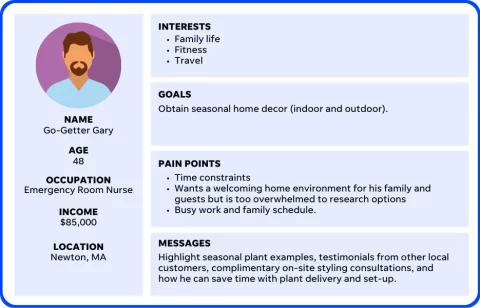 NAME
Go-Getter Gary
AGE
48
OCCUPATION
Emergency Room Nurse
INCOME
$85,000
LOCATION
Newton, MA
INTERESTS
• Family life
• Fitness
• Travel
GOALS
Obtain seasonal home decor (indoor and outdoor).
PAIN POINTS
• Time constraints
• Wants a welcoming home environment for his family and
guests but is too overwhelmed to research options
• Busy work and family schedule.
MESSAGES
Highlight seasonal plant examples, testimonials from other local
customers, complimentary on-site styling consultations, and
how he can save time with plant delivery and set-up.